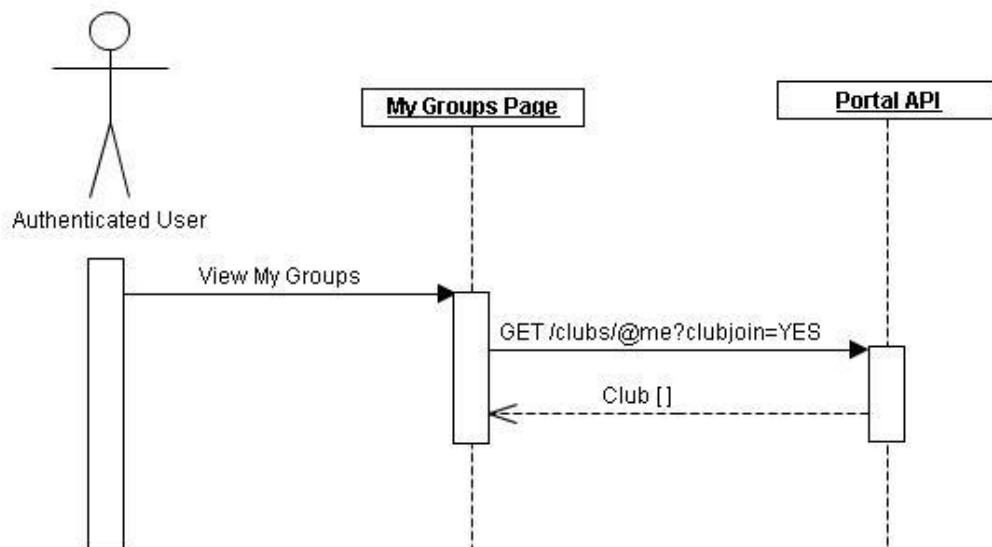 My Groups Page
Portal API
Authenticated User
View My Groups
GET /clubs/@me?clubjoin=YES
Club []